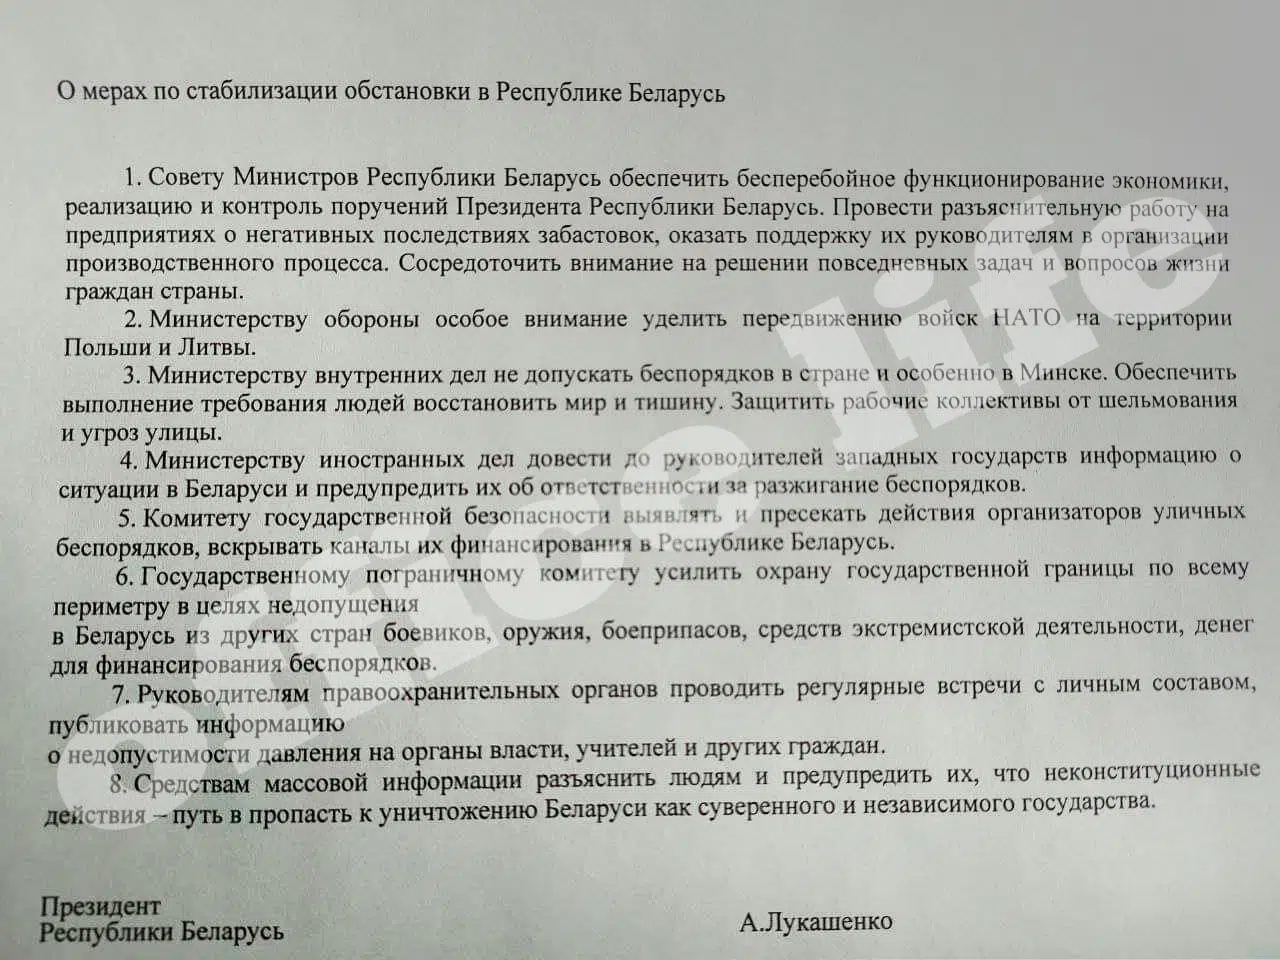 О мерах по стабилизации обстановки в Республике Беларусь
1. Совету Министров Республики Беларусь обеспечить бесперебойное функционирование экономики,
реализацию и контроль поручений Президента Республики Беларусь. Провести разъяснительную работу на
предприятиях о негативных последствиях забастовок, оказать поддержку их руководителям в организации
производственного процесса. Сосредоточить внимание на решении повседневных задач и вопросов жизни
граждан страны.
2. Министерству обороны особое внимание уделить передвижению войск НАТО на территории
Польши и Литвы.
3. Министерству внутренних дел не допускать беспорядков в стране и особенно в Минске. Обеспечить
выполнение требования людей восстановить мир и тишину. Защитить рабочие коллективы от шельмования
и угроз улицы.
4. Министерству иностранных дел довести до руководителей западных государств информацию о
ситуации в Беларуси и предупредить их об ответственности за разжигание беспорядков.
5. Комитету государственной безопасности выявлять и пресекать действия организаторов уличных
беспорядков, вскрывать каналы их финансирования в Республике Беларусь.
6. Государственному пограничному комитету усилить охрану государственной границы по всему
периметру в целях недопущения
в Беларусь из других стран боевиков, оружия, боеприпасов, средств экстремистской деятельности, денег
для финансирования беспорядков.
7. Руководителям правоохранительных органов проводить регулярные встречи с личным составом,
публиковать информацию
о недопустимости давления на органы власти, учителей и других граждан.
8. Средствам массовой информации разъяснить людям и предупредить их, что неконституционные
действия – путь в пропасть к уничтожению Беларуси как суверенного и независимого государства.
Президент
Республики Беларусь
А.Лукашенко
office life